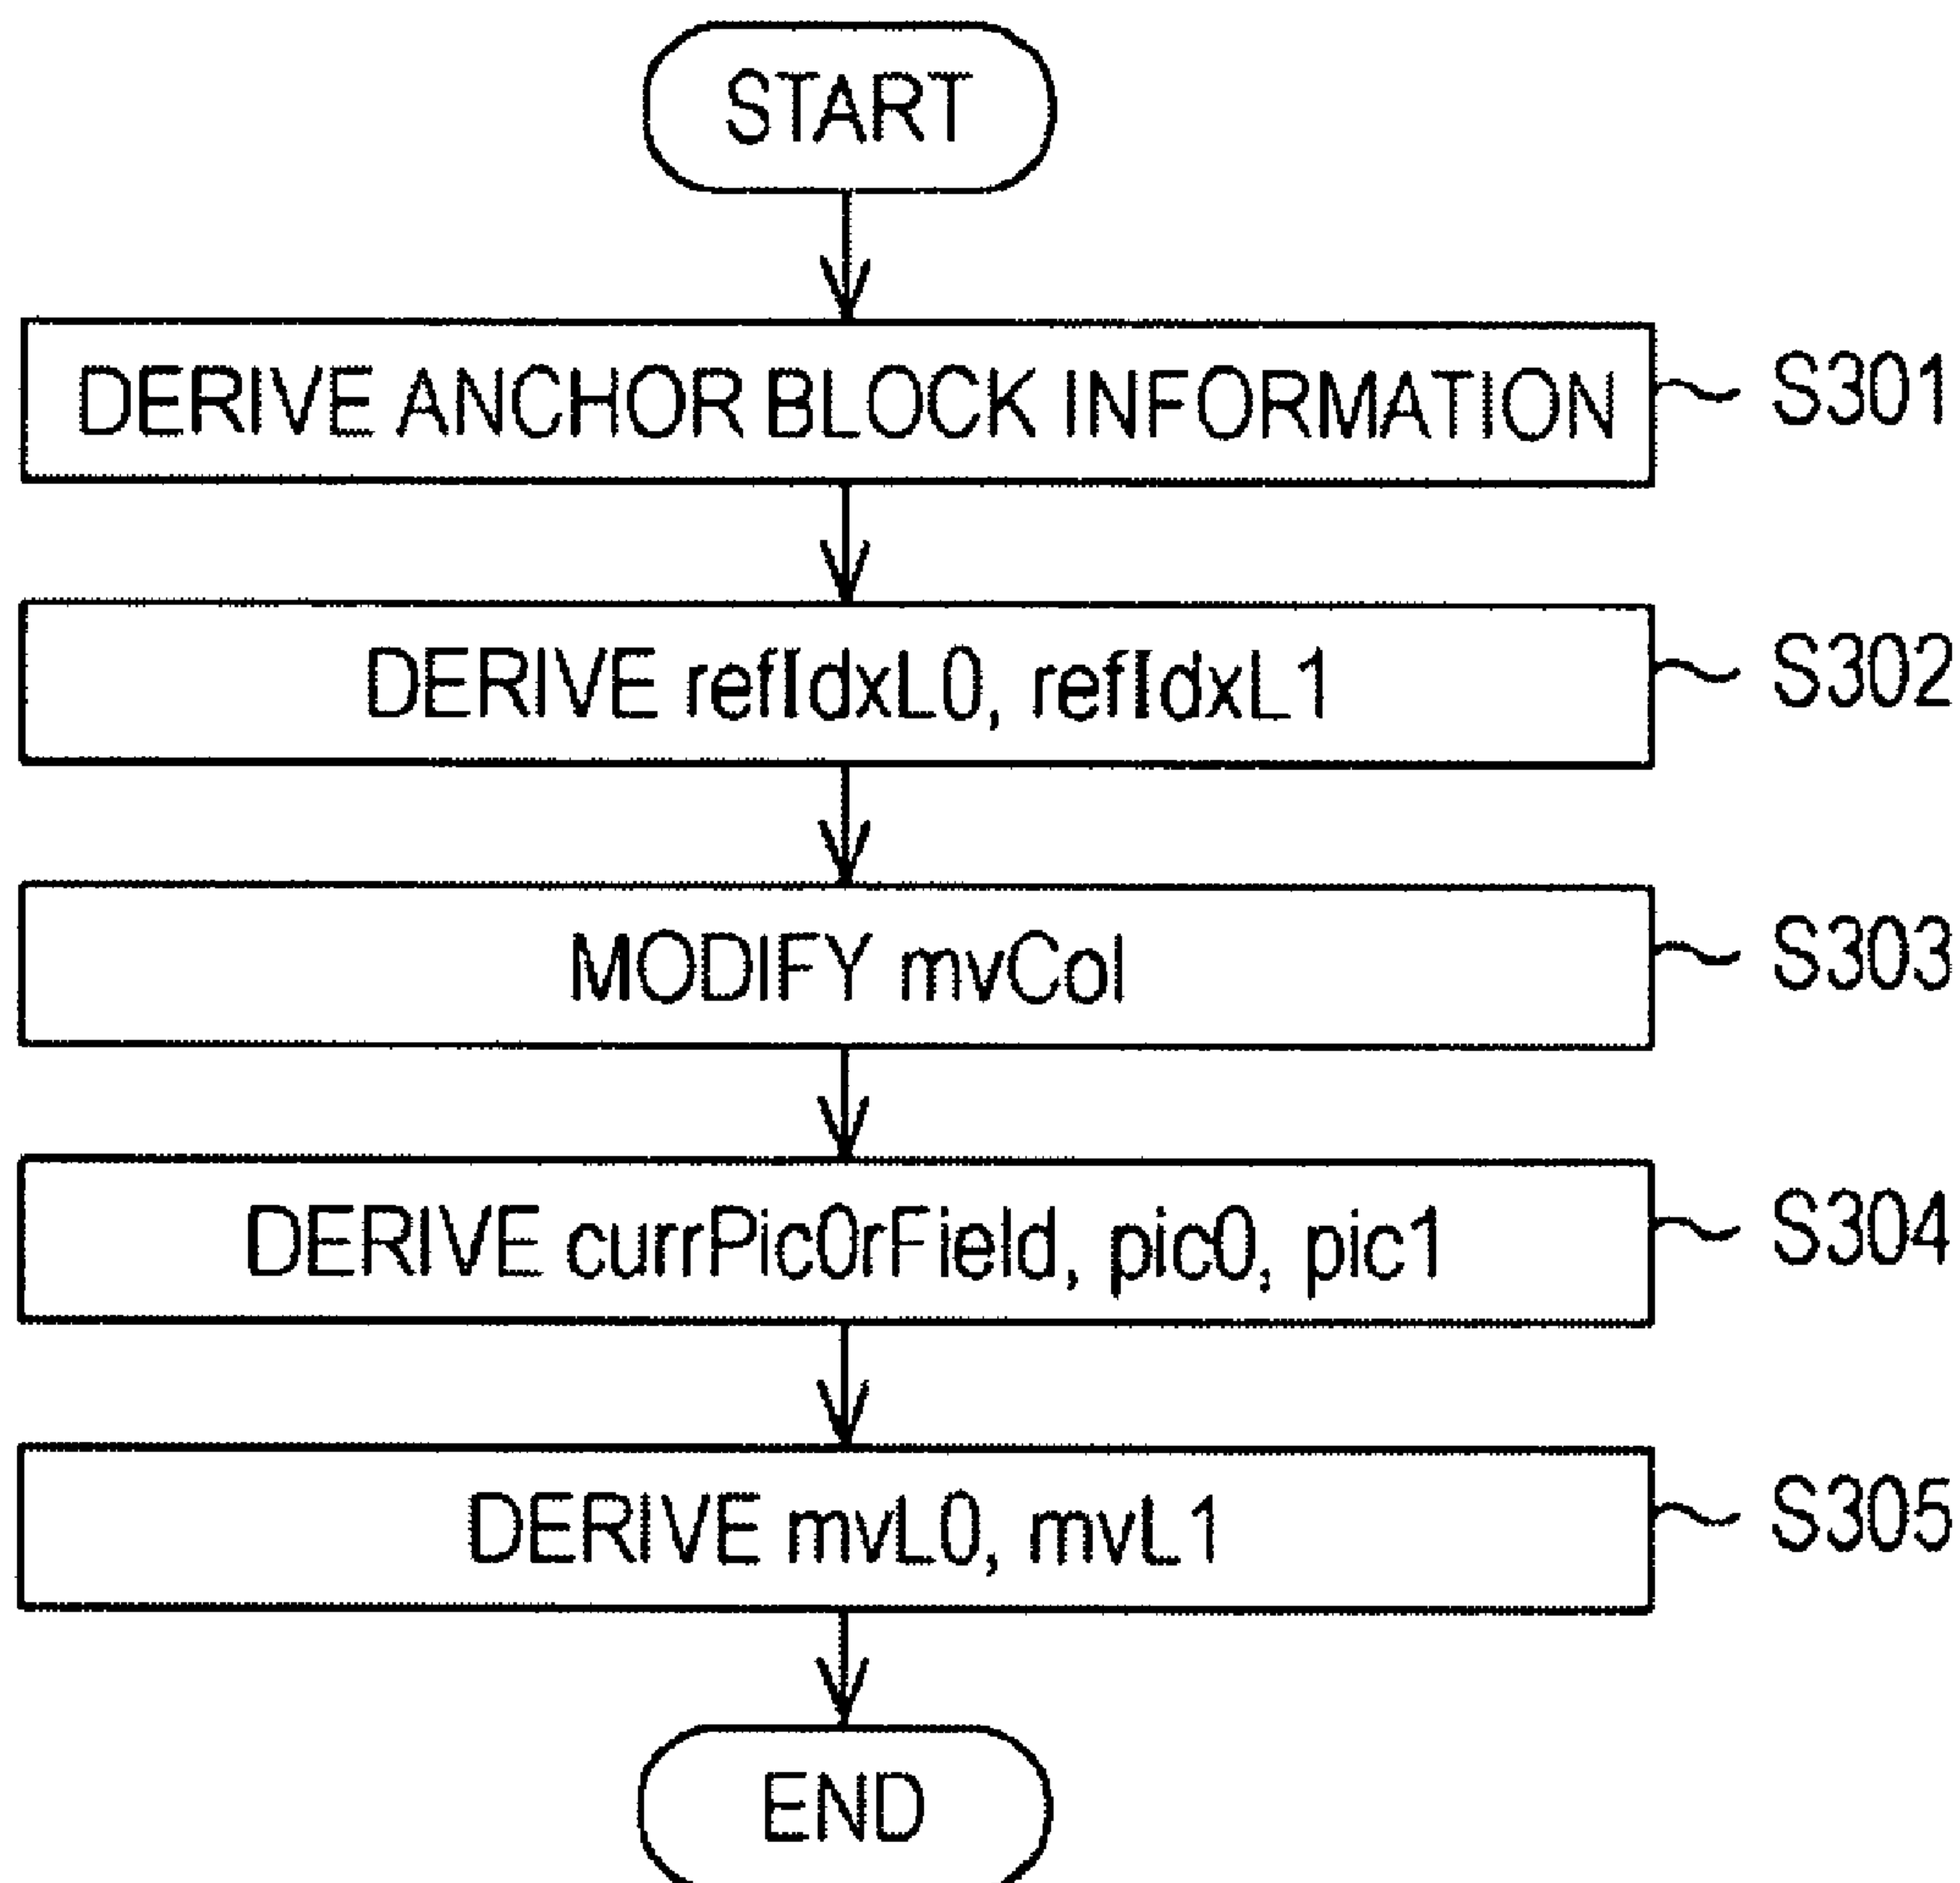 START
DERIVE ANCHOR BLOCK INFORMATION S301
DERIVE refIdxL0, refIdxL1 S302
MODIFY mvCol S303
DERIVE currPicOrField, pic0, pic1 S304
DERIVE mvL0, mvL1 S305
END